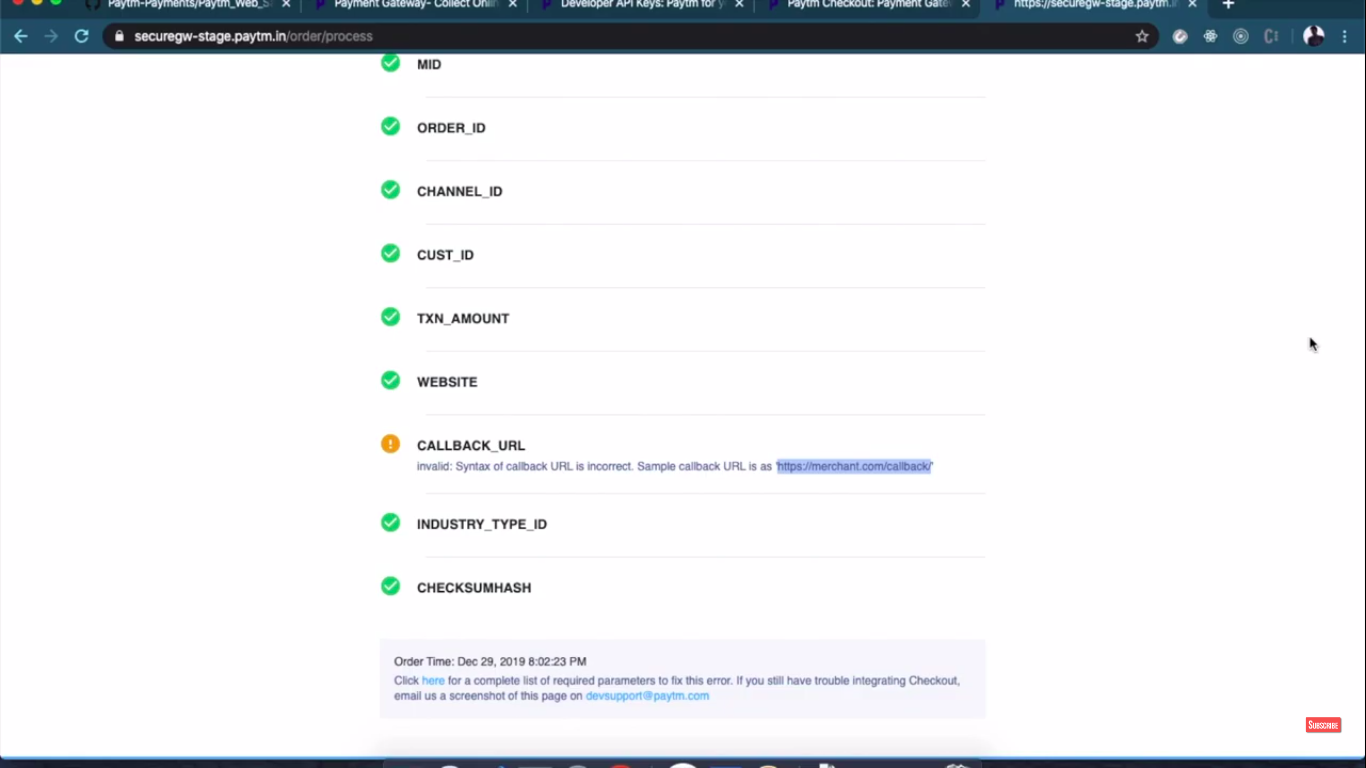 Paytm-Payments/Paytm_Web_S
Payment Gateway- Collect Onlin
Developer API Keys: Paytm for y
Paytm Checkout: Payment Gate
https://securegw-stage.paytm.in
securegw-stage.paytm.in/order/process
MID
ORDER_ID
CHANNEL_ID
CUST_ID
TXN_AMOUNT
WEBSITE
CALLBACK_URL
invalid: Syntax of callback URL is incorrect. Sample callback URL is as 'https://merchant.com/callback/'
INDUSTRY_TYPE_ID
CHECKSUMHASH
Order Time: Dec 29, 2019 8:02:23 PM
Click here for a complete list of required parameters to fix this error. If you still have trouble integrating Checkout,
email us a screenshot of this page on devsupport@paytm.com
SUBSCRIBE